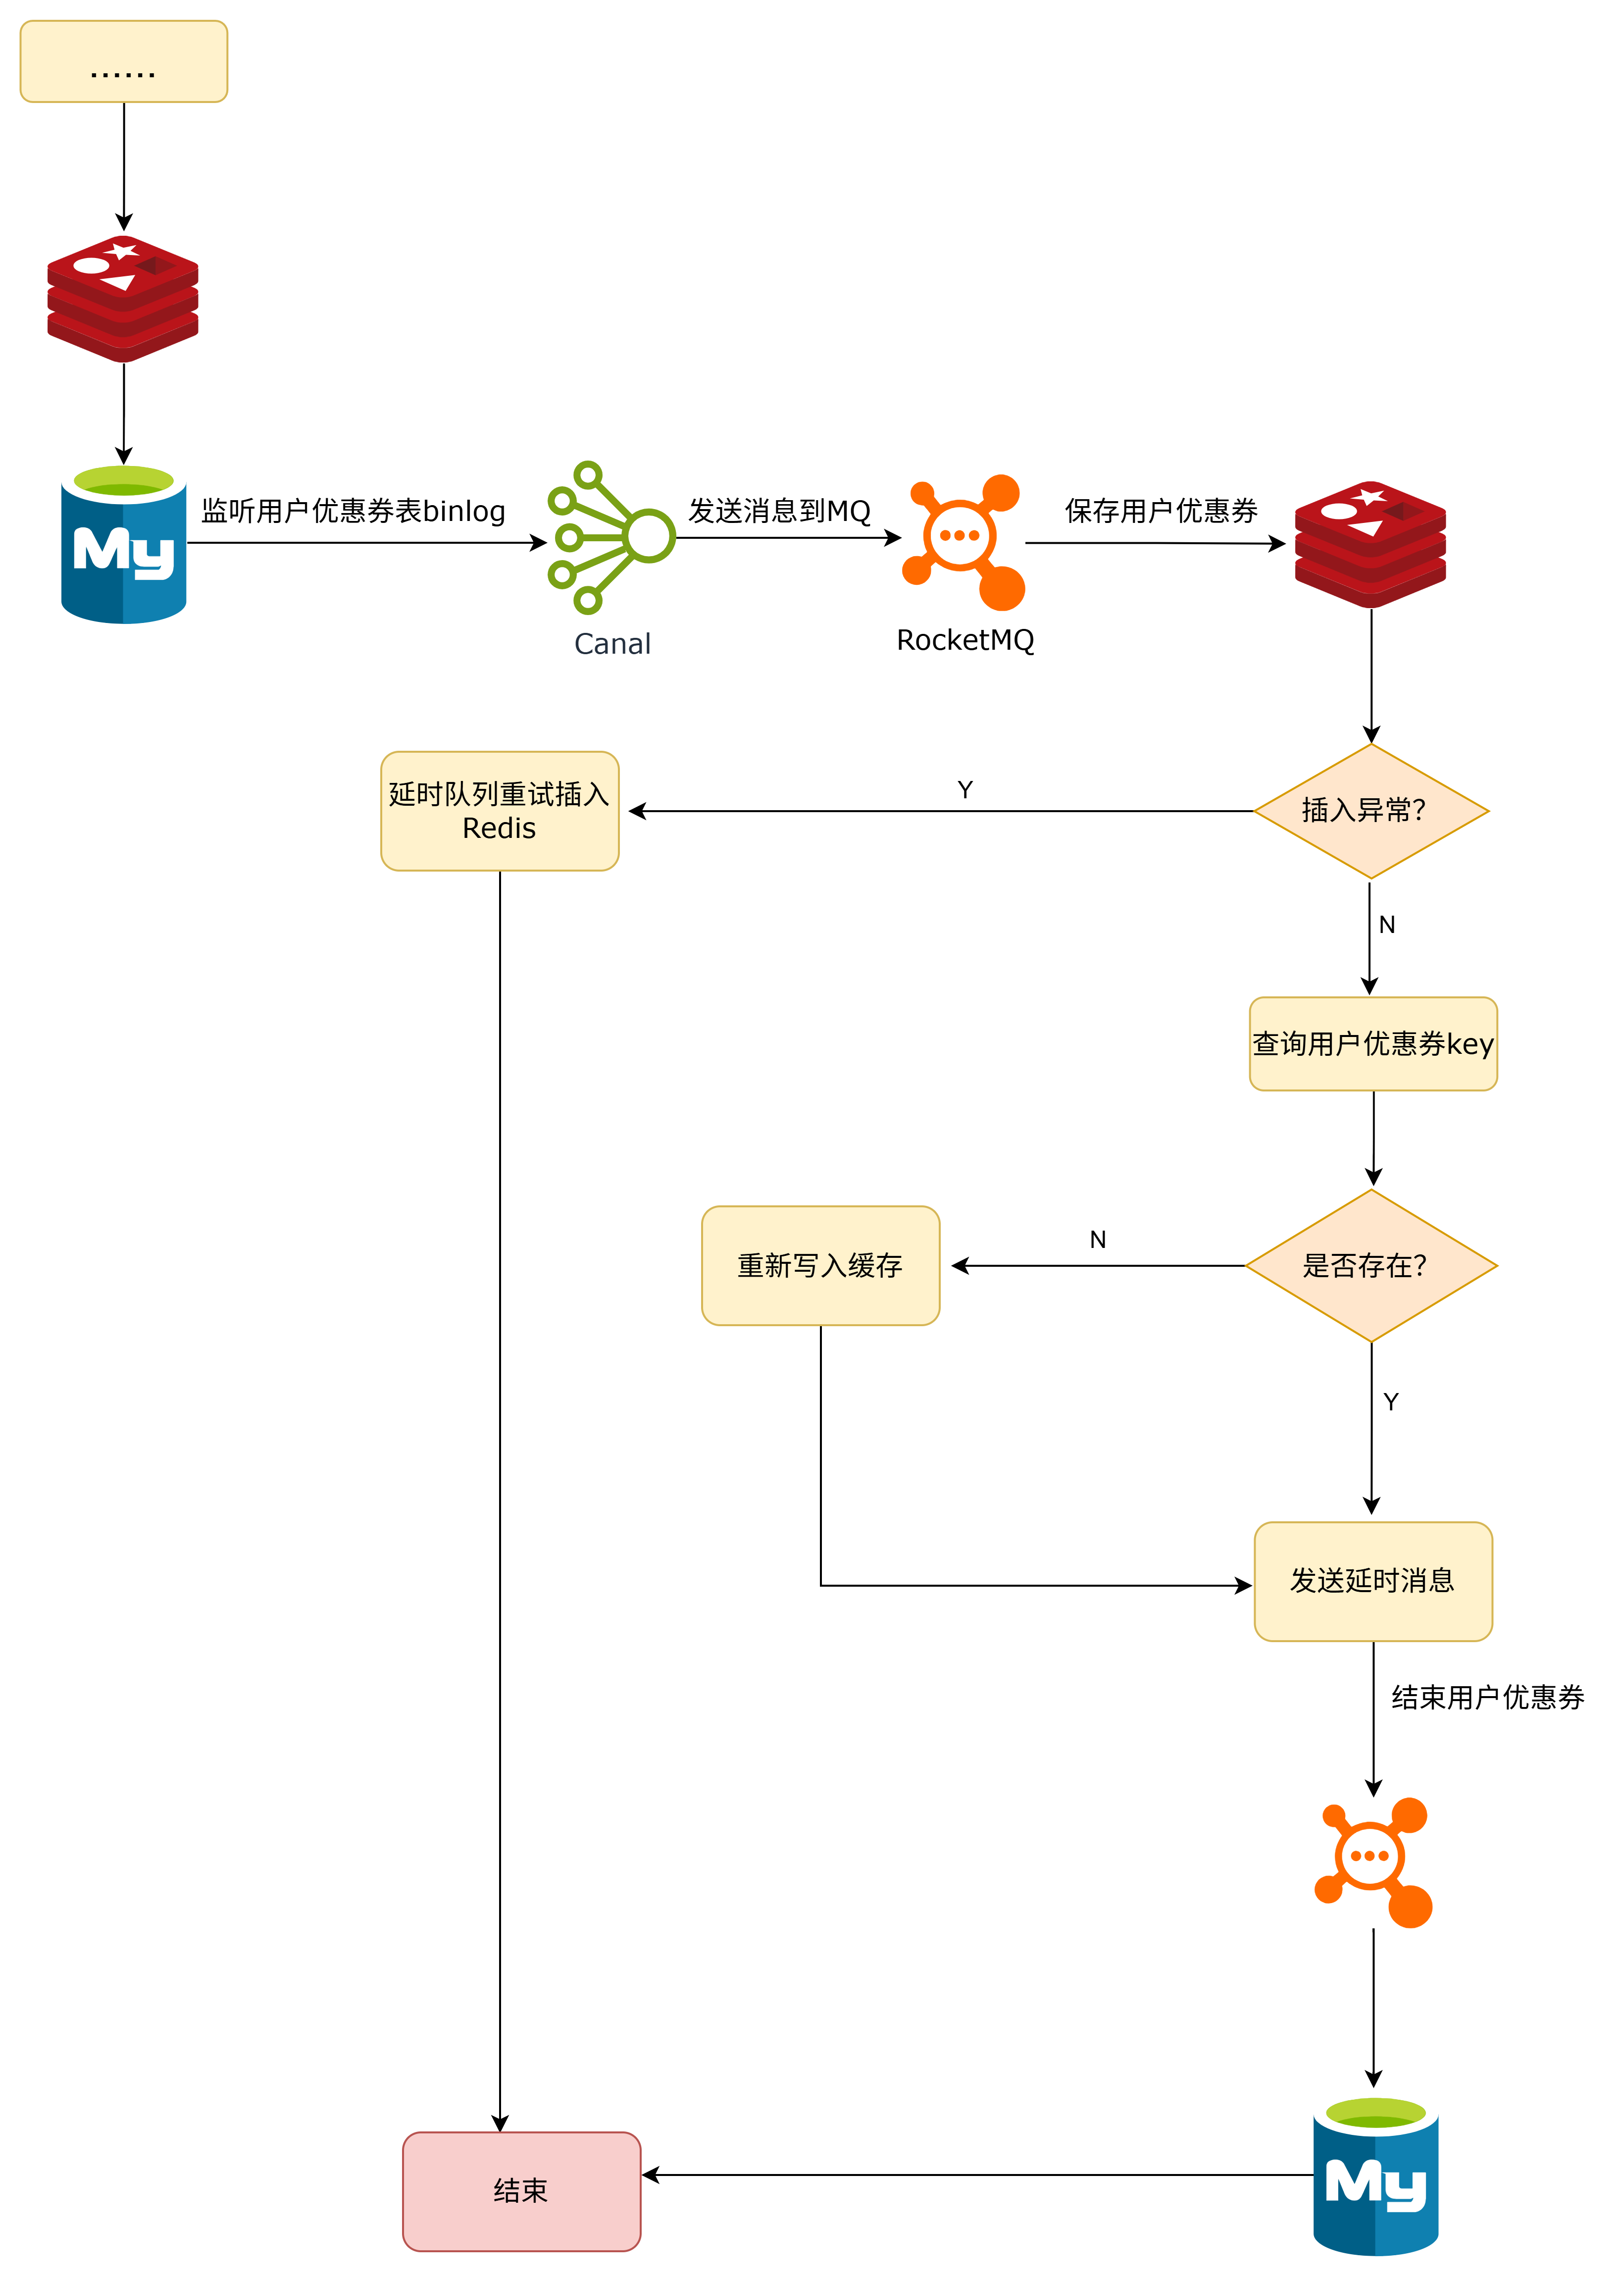 ......
My
监听用户优惠券表binlog
发送消息到MQ
保存用户优惠券
Canal
RocketMQ
延时队列重试插入
Redis
Y
插入异常?
N
查询用户优惠券key
重新写入缓存
N
是否存在?
Y
发送延时消息
结束用户优惠券
My
结束